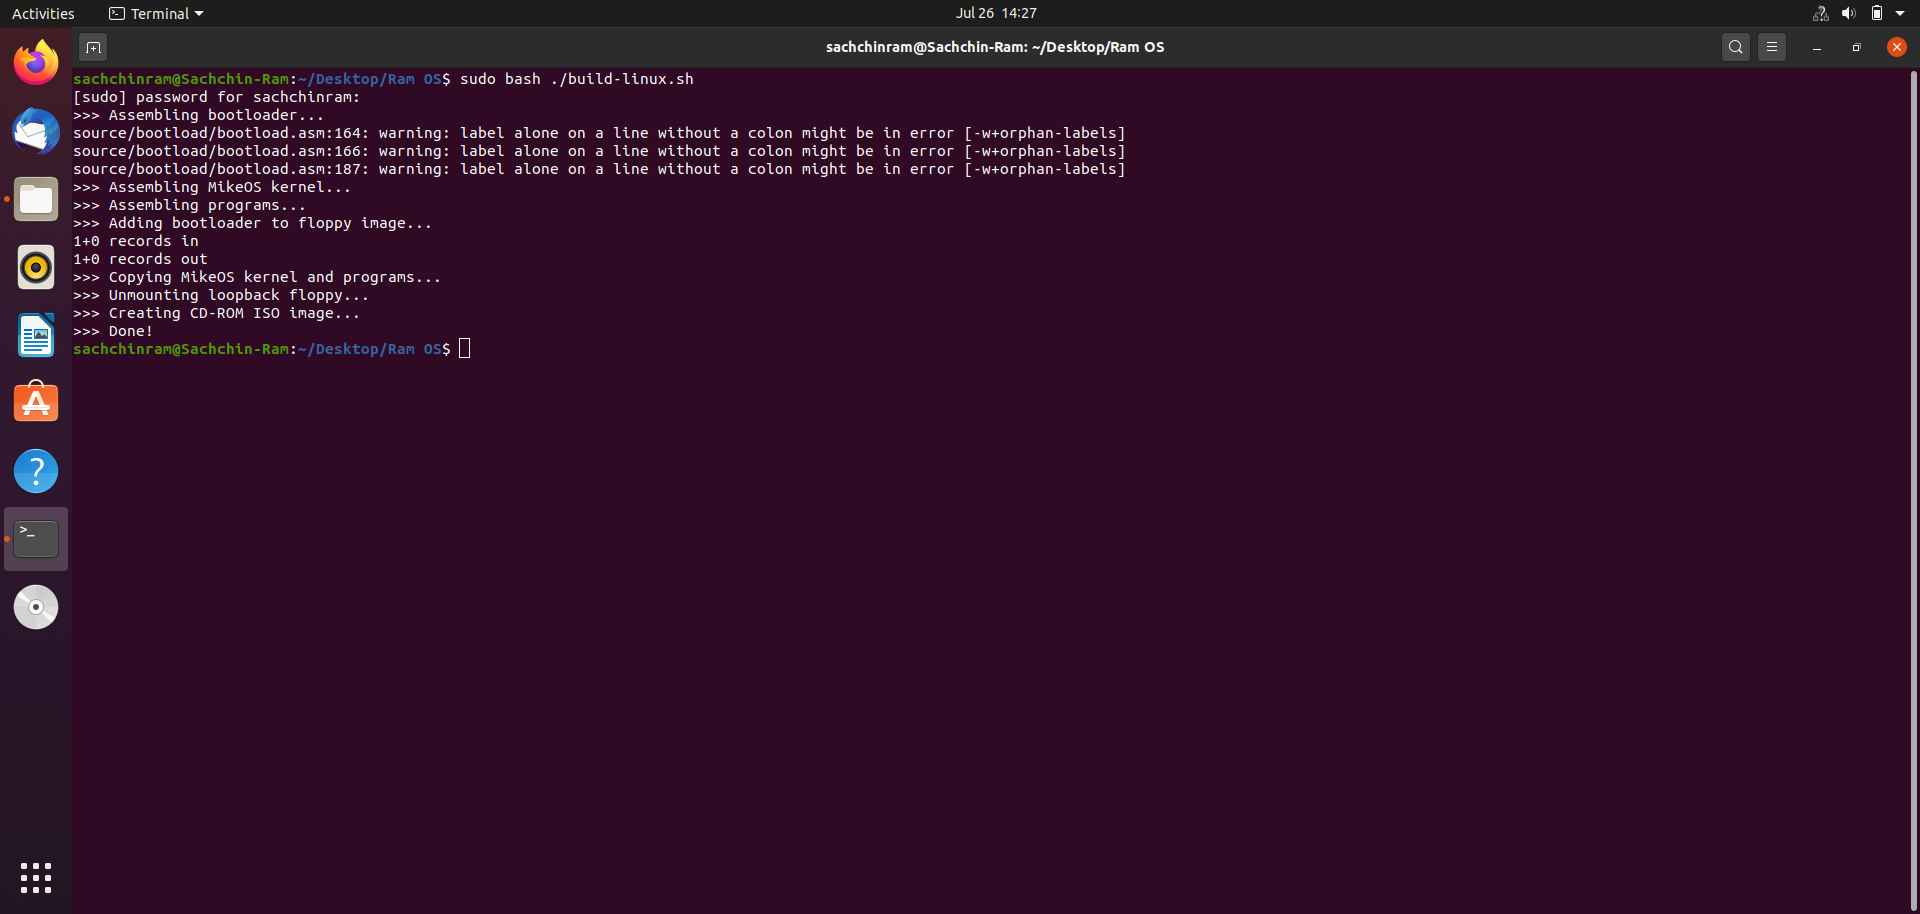 Activities
Terminal
Jul 26 14:27
sachchinram@Sachchin-Ram: ~/Desktop/Ram OS
sachchinram@Sachchin-Ram:~/Desktop/Ram OS$ sudo bash ./build-linux.sh
[sudo] password for sachchinram:
>>> Assembling bootloader...
source/bootload/bootload.asm:164: warning: label alone on a line without a colon might be in error [-w+orphan-labels]
source/bootload/bootload.asm:166: warning: label alone on a line without a colon might be in error [-w+orphan-labels]
source/bootload/bootload.asm:187: warning: label alone on a line without a colon might be in error [-w+orphan-labels]
>>> Assembling MikeOS kernel...
>>> Assembling programs...
>>> Adding bootloader to floppy image...
1+0 records in
1+0 records out
>>> Copying MikeOS kernel and programs...
>>> Unmounting loopback floppy...
>>> Creating CD-ROM ISO image...
>>> Done!
sachchinram@Sachchin-Ram:~/Desktop/Ram OS$